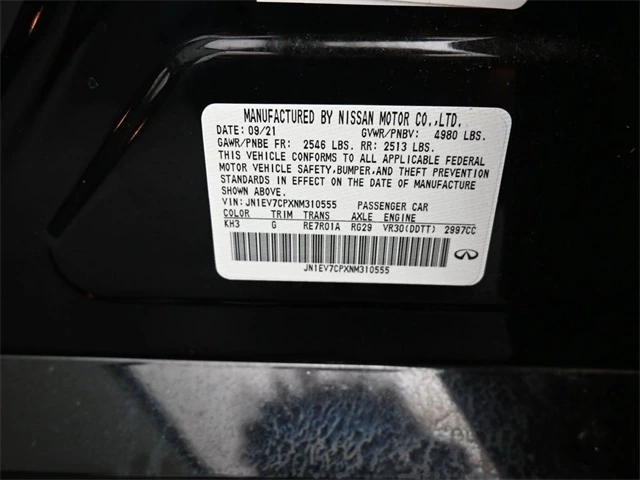 MANUFACTURED BY NISSAN MOTOR CO.,LTD.
DATE: 09/21 GVWR/PNBV: 4980 LBS.
GAWR/PNBE FR: 2546 LBS. RR: 2513 LBS.
THIS VEHICLE CONFORMS TO ALL APPLICABLE FEDERAL
MOTOR VEHICLE SAFETY,BUMPER,AND THEFT PREVENTION
STANDARDS IN EFFECT ON THE DATE OF MANUFACTURE
SHOWN ABOVE.
VIN: JN1EV7CPXNM310555 PASSENGER CAR
COLOR TRIM TRANS AXLE ENGINE
KH3 G RE7R01A RG29 VR30(DDTT) 2997CC
JN1EV7CPXNM310555